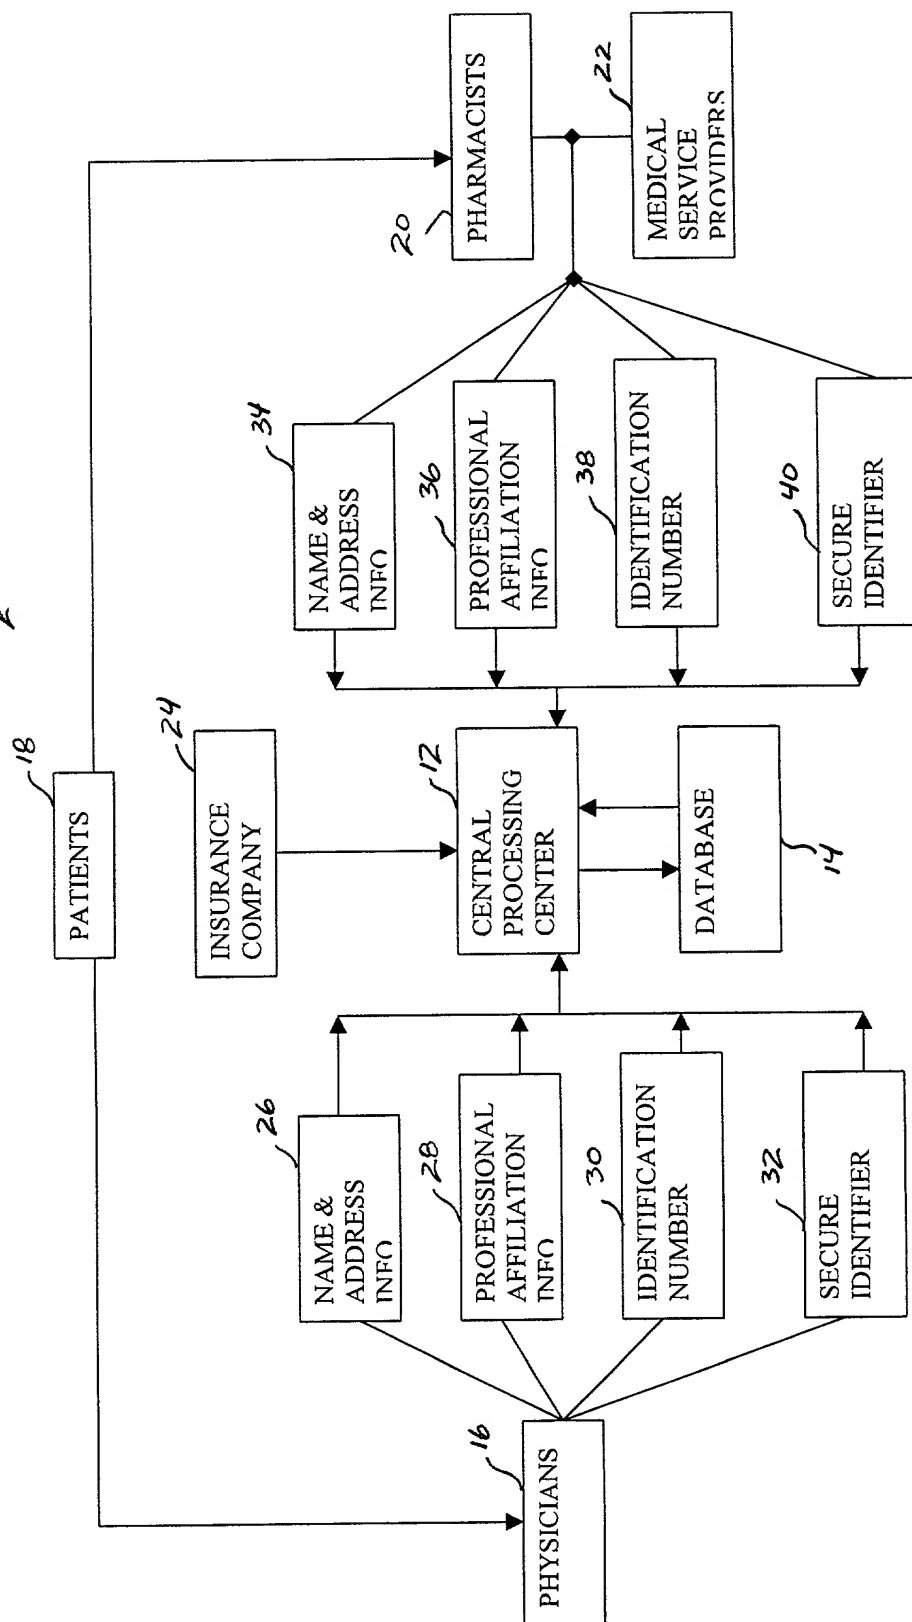 18
PATIENTS
24
INSURANCE
COMPANY
26
NAME &
ADDRESS
INFO
28
PROFESSIONAL
AFFILIATION
INFO
30
IDENTIFICATION
NUMBER
32
SECURE
IDENTIFIER
16
PHYSICIANS
12
CENTRAL
PROCESSING
CENTER
DATABASE
14
34
NAME &
ADDRESS
INFO
36
PROFESSIONAL
AFFILIATION
INFO
38
IDENTIFICATION
NUMBER
40
SECURE
IDENTIFIER
20
PHARMACISTS
22
MEDICAL
SERVICE
PROVIDERS